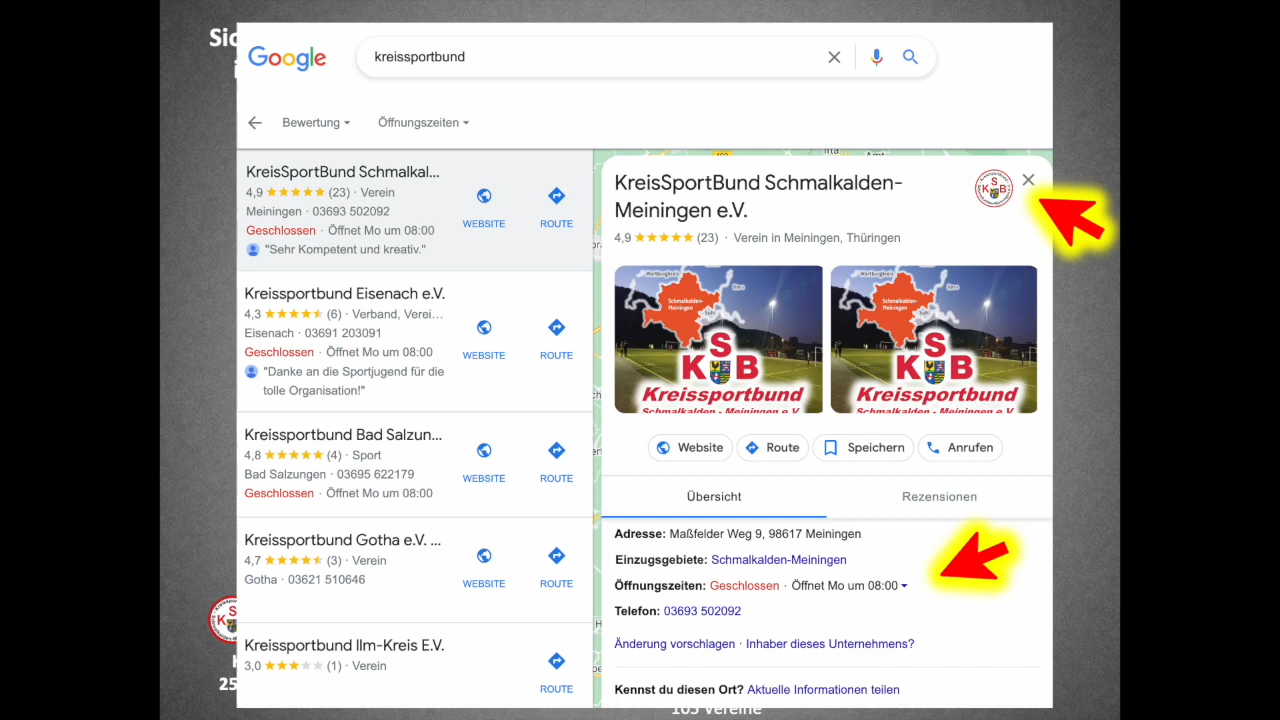 Sic
Google
kreissportbund
Bewertung
Öffnungszeiten
KreisSportBund Schmalkal...
4,9 (23) · Verein
Meiningen · 03693 502092
Geschlossen · Öffnet Mo um 08:00
"Sehr Kompetent und kreativ."
WEBSITE
ROUTE
Kreissportbund Eisenach e.V.
4,3 (6) · Verband, Verei...
Eisenach · 03691 203091
Geschlossen · Öffnet Mo um 08:00
"Danke an die Sportjugend für die
tolle Organisation!"
WEBSITE
ROUTE
Kreissportbund Bad Salzun...
4,8 (4) · Sport
Bad Salzungen · 03695 622179
Geschlossen · Öffnet Mo um 08:00
WEBSITE
ROUTE
Kreissportbund Gotha e.V. ...
4,7 (3) · Verein
Gotha · 03621 510646
WEBSITE
ROUTE
Kreissportbund Ilm-Kreis E.V.
3,0 (1) · Verein
ROUTE
KreisSportBund Schmalkalden-
Meiningen e.V.
KSB
4,9 (23) · Verein in Meiningen, Thüringen
Wartburgkreis
Schmalkalden-
Meiningen
Suhl
KSB
Kreissportbund
Schmalkalden - Meiningen e.V.
Wartburgkreis
Schmalkalden-
Meiningen
Suhl
KSB
Kreissportbund
Schmalkalden - Meiningen e.V.
Website
Route
Speichern
Anrufen
Übersicht
Rezensionen
Adresse: Maßfelder Weg 9, 98617 Meiningen
Einzugsgebiete: Schmalkalden-Meiningen
Öffnungszeiten: Geschlossen · Öffnet Mo um 08:00
Telefon: 03693 502092
Änderung vorschlagen · Inhaber dieses Unternehmens?
Kennst du diesen Ort? Aktuelle Informationen teilen
25
105 Vereine